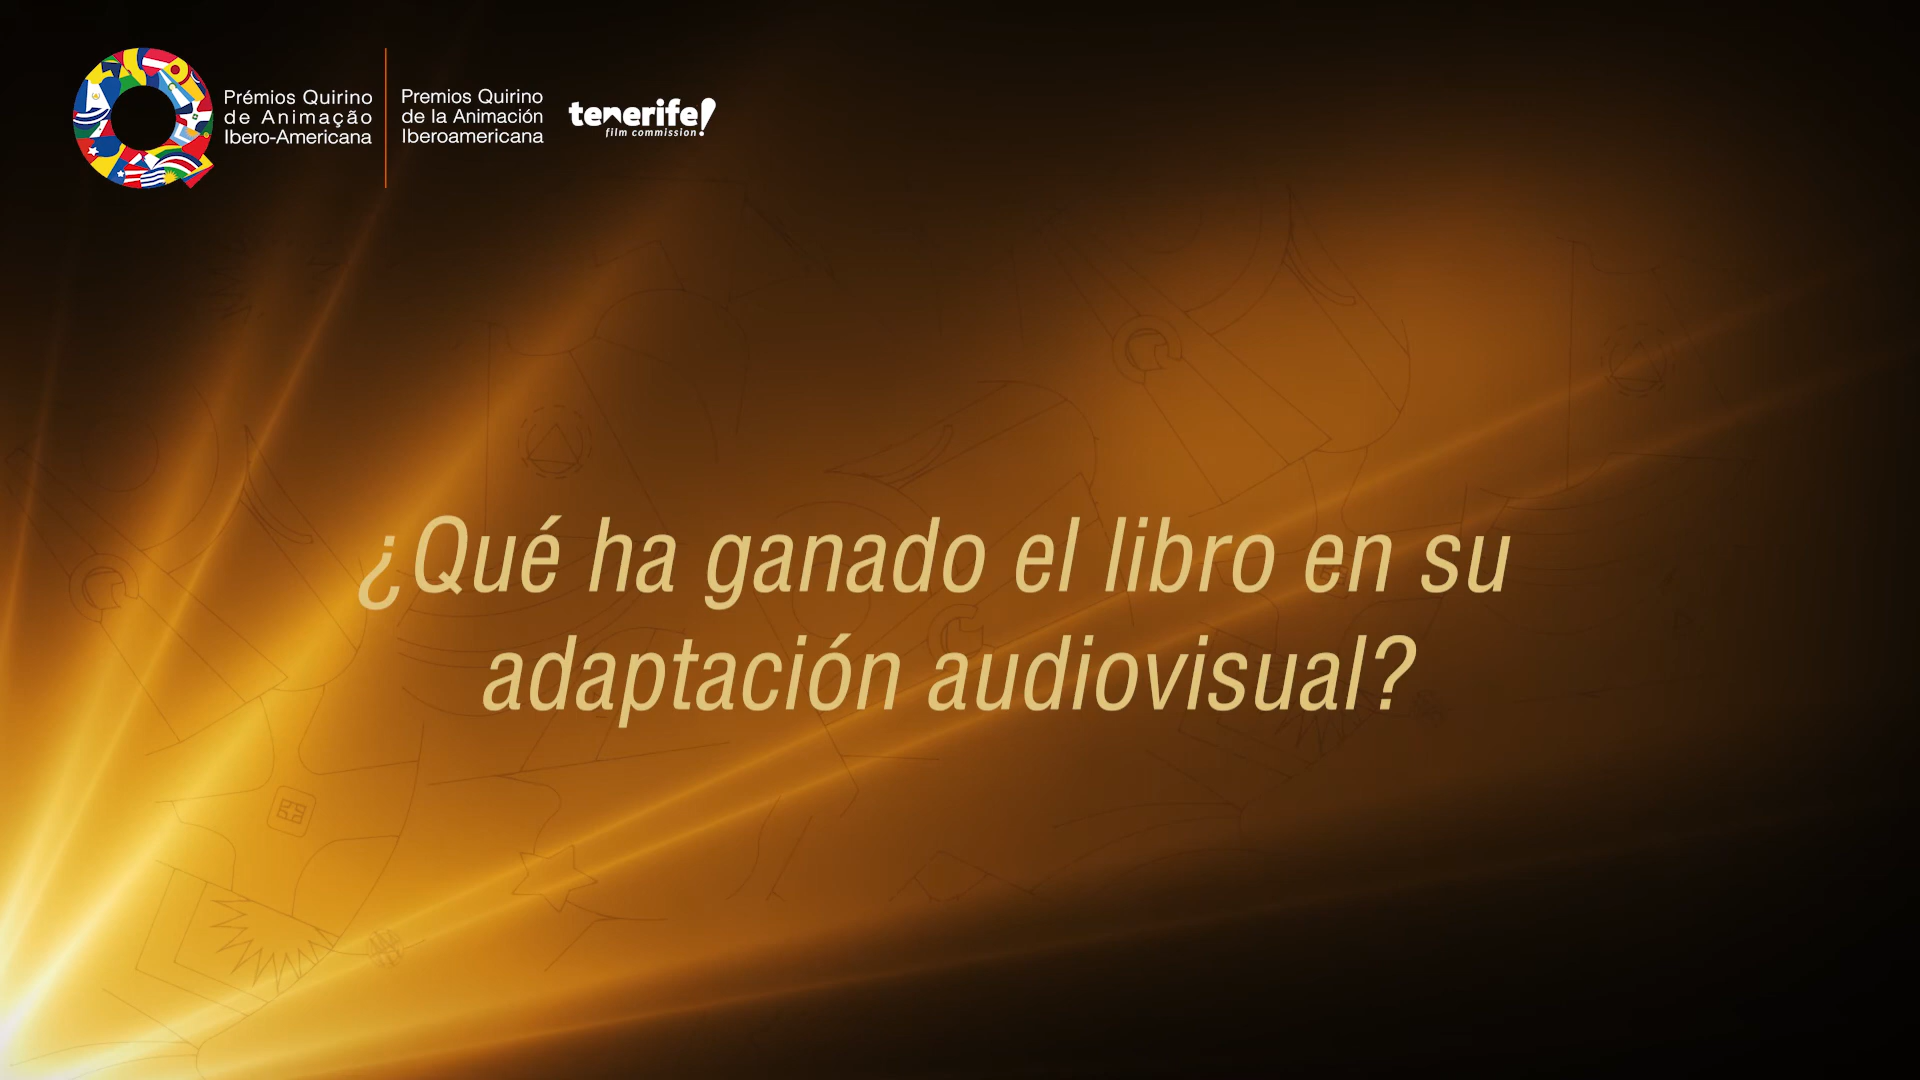 Prémios Quirino
de Animação
Ibero-Americana
Premios Quirino
de la Animación
Iberoamericana
tenerife!
film commission
¿Qué ha ganado el libro en su
adaptación audiovisual?